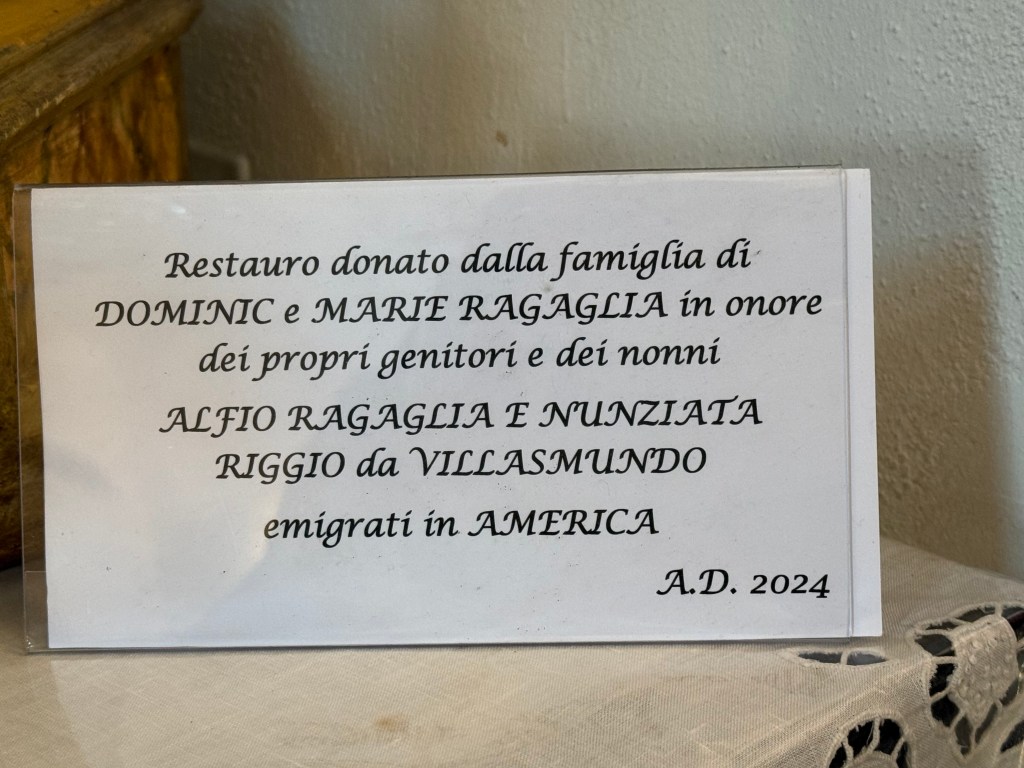 Restauro donato dalla famiglia di
DOMINIC e MARIE RAGAGLIA in onore
dei propri genitori e dei nonni
ALFIO RAGAGLIA E NUNZIATA
RIGGIO da VILLASMUNDO
emigrati in AMERICA
A.D. 2024